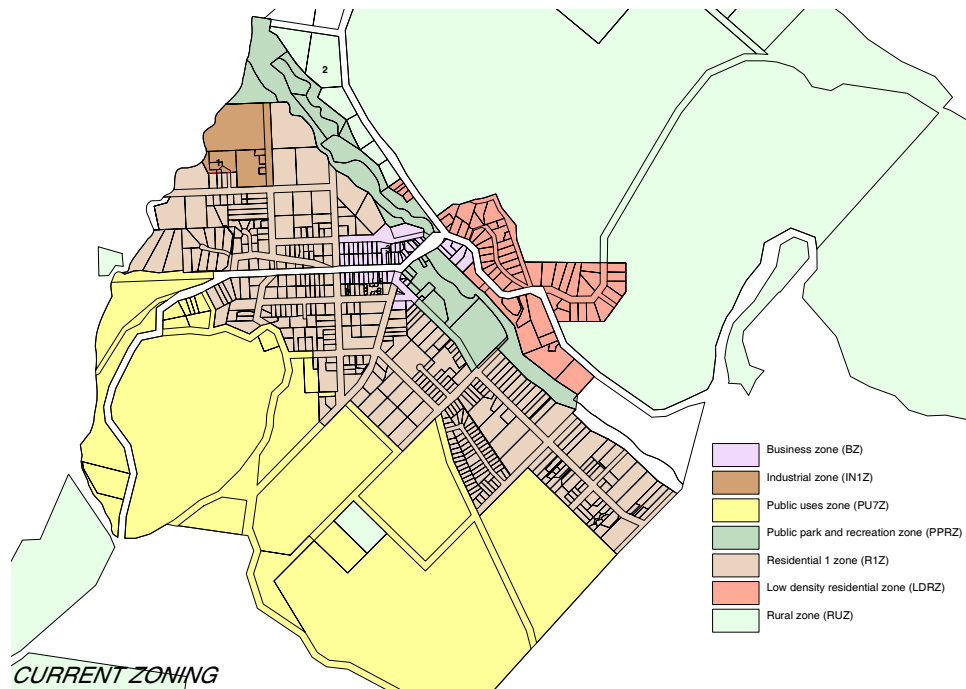 2
Business zone (BZ)
Industrial zone (IN1Z)
Public uses zone (PU7Z)
Public park and recreation zone (PPRZ)
Residential 1 zone (R1Z)
Low density residential zone (LDRZ)
Rural zone (RUZ)
CURRENT ZONING